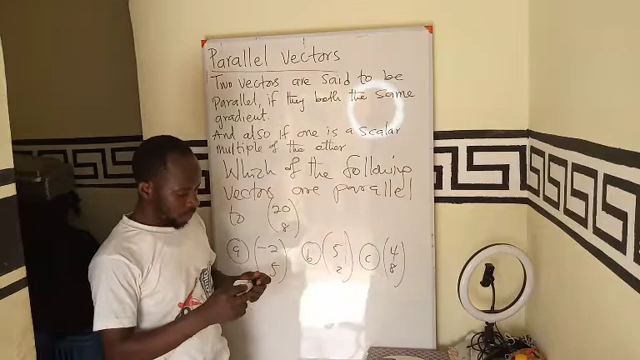 Parallel Vectors
Two vectors are said to be
parallel, if they both the same
gradient.
And also if one is a scalar
multiple of the other
Which of the following
vectors are parallel
to (20
8)
a (-2
5) b (5
2) c (4
8)